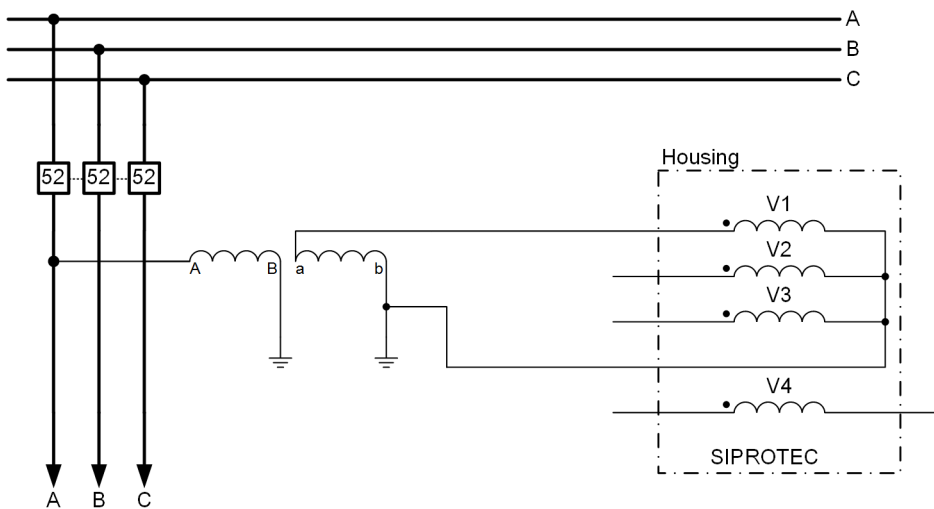 A
B
C
52 52 52
Housing
V1
A B a b
V2
V3
V4
SIPROTEC
A B C